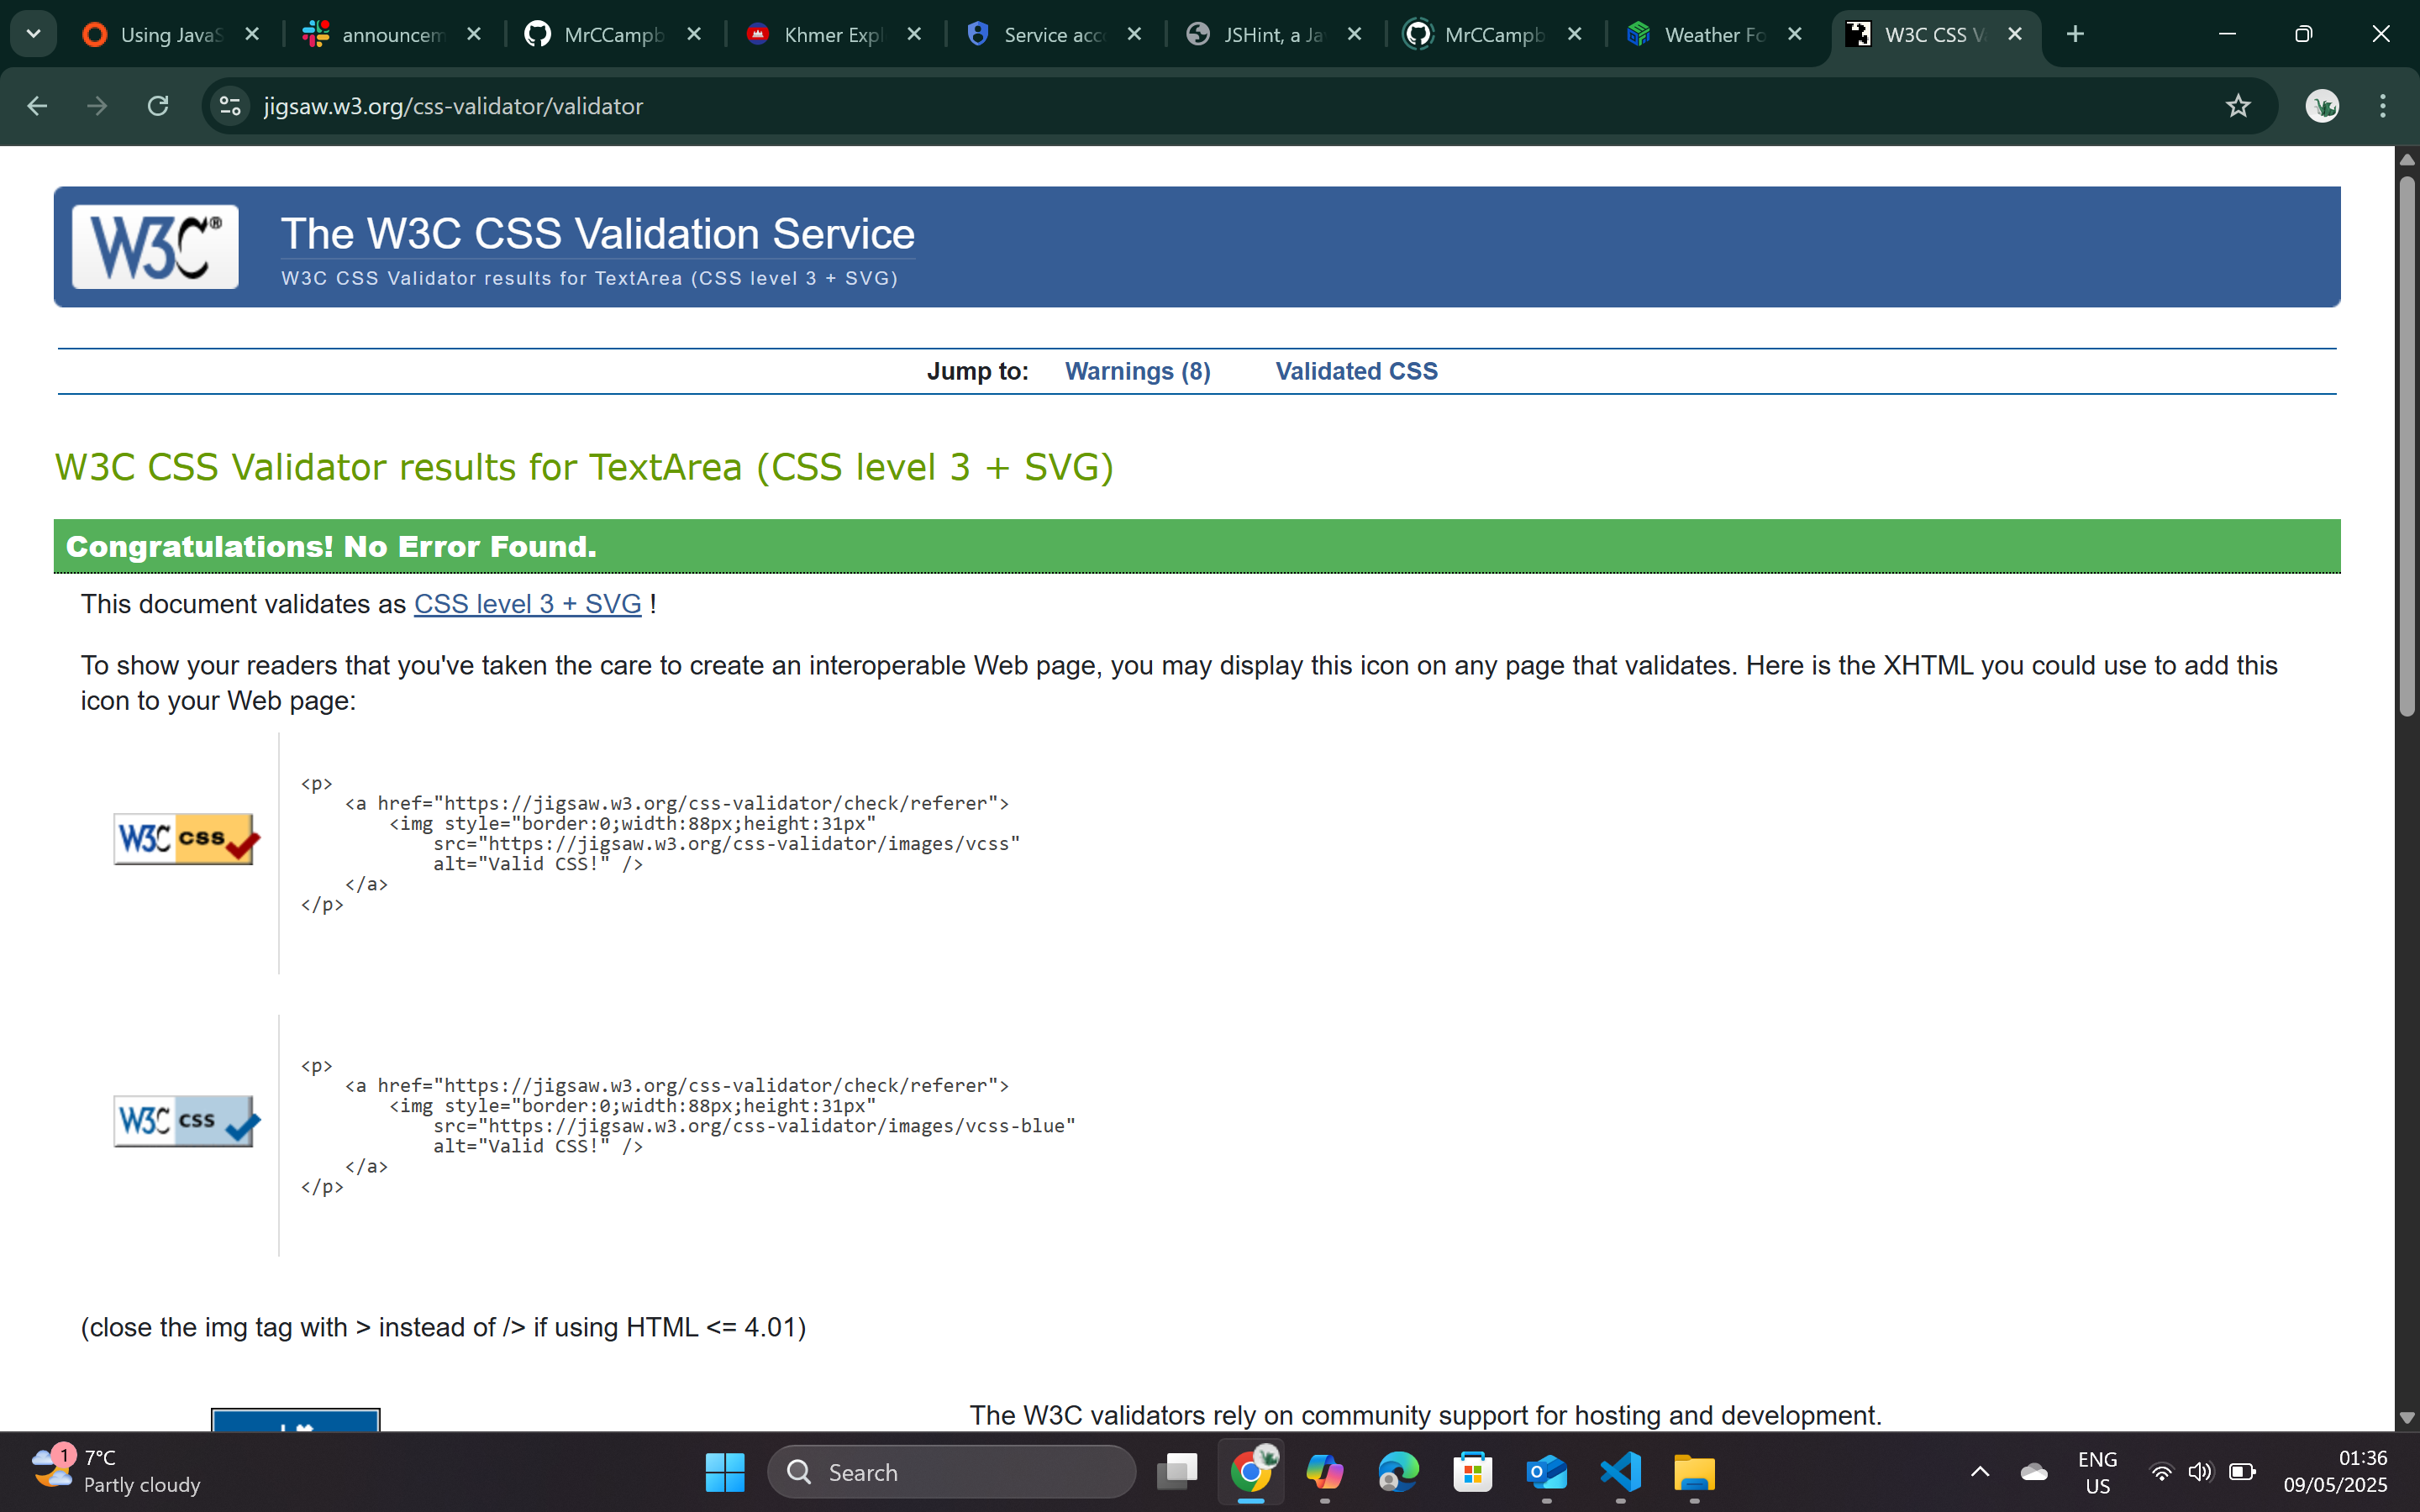 Using JavaS
announcem
MrCCampb
Khmer Expl
Service acco
JSHint, a Ja
MrCCampb
Weather Fo
W3C CSS V
jigsaw.w3.org/css-validator/validator
W3C®
The W3C CSS Validation Service
W3C CSS Validator results for TextArea (CSS level 3 + SVG)
Jump to: Warnings (8) Validated CSS
W3C CSS Validator results for TextArea (CSS level 3 + SVG)
Congratulations! No Error Found.
This document validates as CSS level 3 + SVG !
To show your readers that you've taken the care to create an interoperable Web page, you may display this icon on any page that validates. Here is the XHTML you could use to add this
icon to your Web page:
W3C css
<p>
<a href="https://jigsaw.w3.org/css-validator/check/referer">
<img style="border:0;width:88px;height:31px"
src="https://jigsaw.w3.org/css-validator/images/vcss"
alt="Valid CSS!" />
</a>
</p>
W3C css
<p>
<a href="https://jigsaw.w3.org/css-validator/check/referer">
<img style="border:0;width:88px;height:31px"
src="https://jigsaw.w3.org/css-validator/images/vcss-blue"
alt="Valid CSS!" />
</a>
</p>
(close the img tag with > instead of /> if using HTML <= 4.01)
The W3C validators rely on community support for hosting and development.
1
7°C
Partly cloudy
Search
ENG
US
01:36
09/05/2025